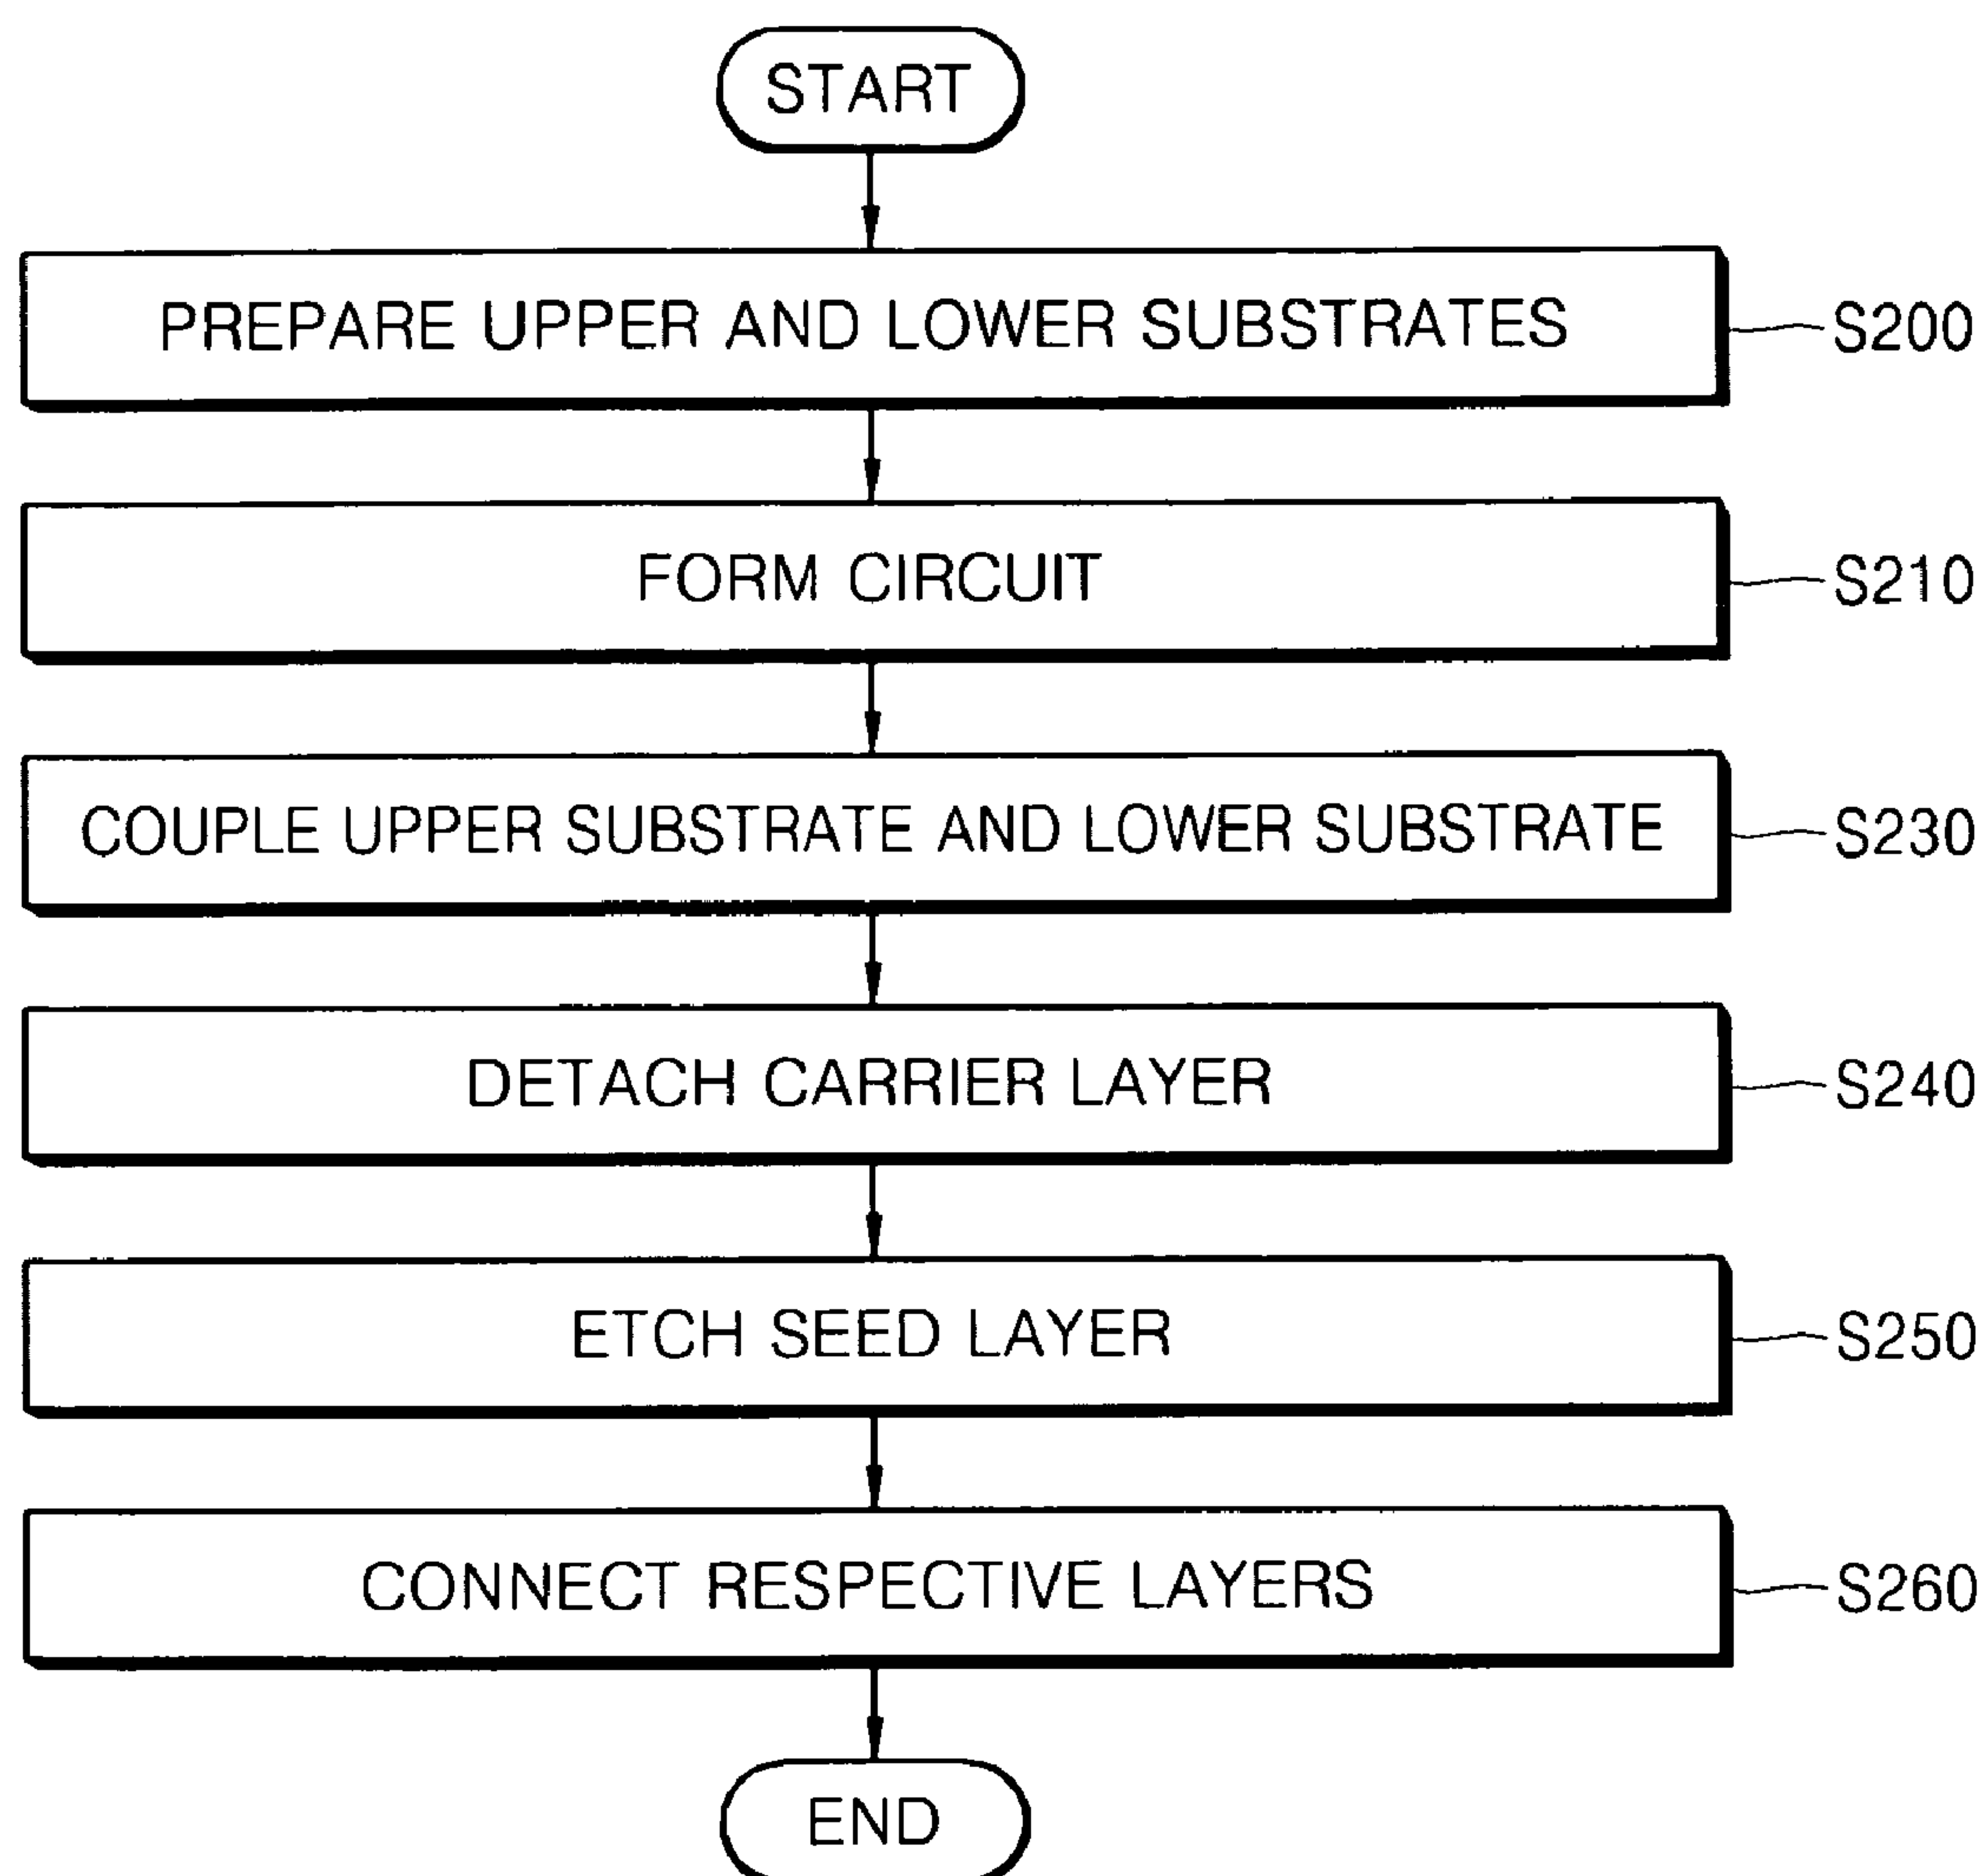 START
PREPARE UPPER AND LOWER SUBSTRATES
S200
FORM CIRCUIT
S210
COUPLE UPPER SUBSTRATE AND LOWER SUBSTRATE
S230
DETACH CARRIER LAYER
S240
ETCH SEED LAYER
S250
CONNECT RESPECTIVE LAYERS
S260
END